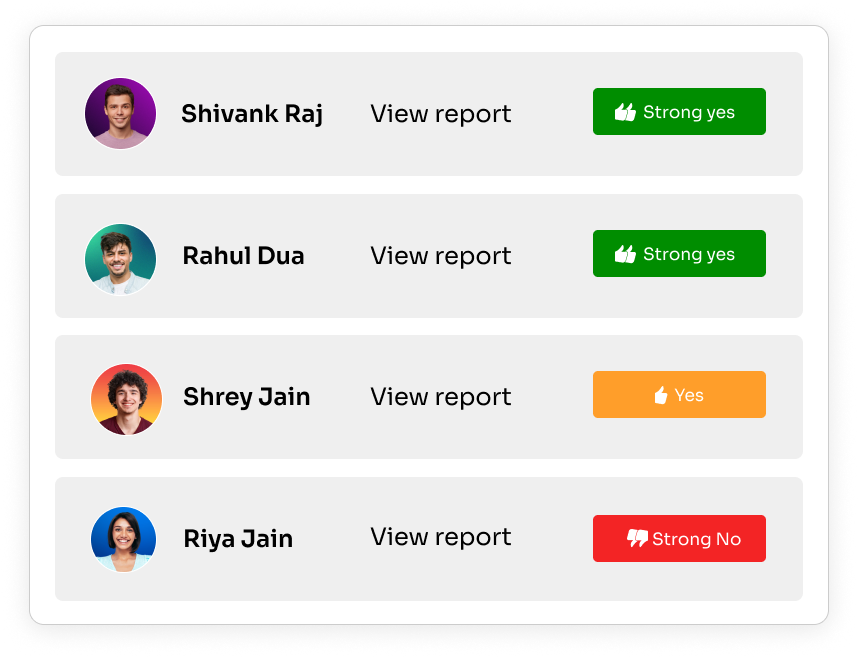 Shivank Raj View report Strong yes
Rahul Dua View report Strong yes
Shrey Jain View report Yes
Riya Jain View report Strong No